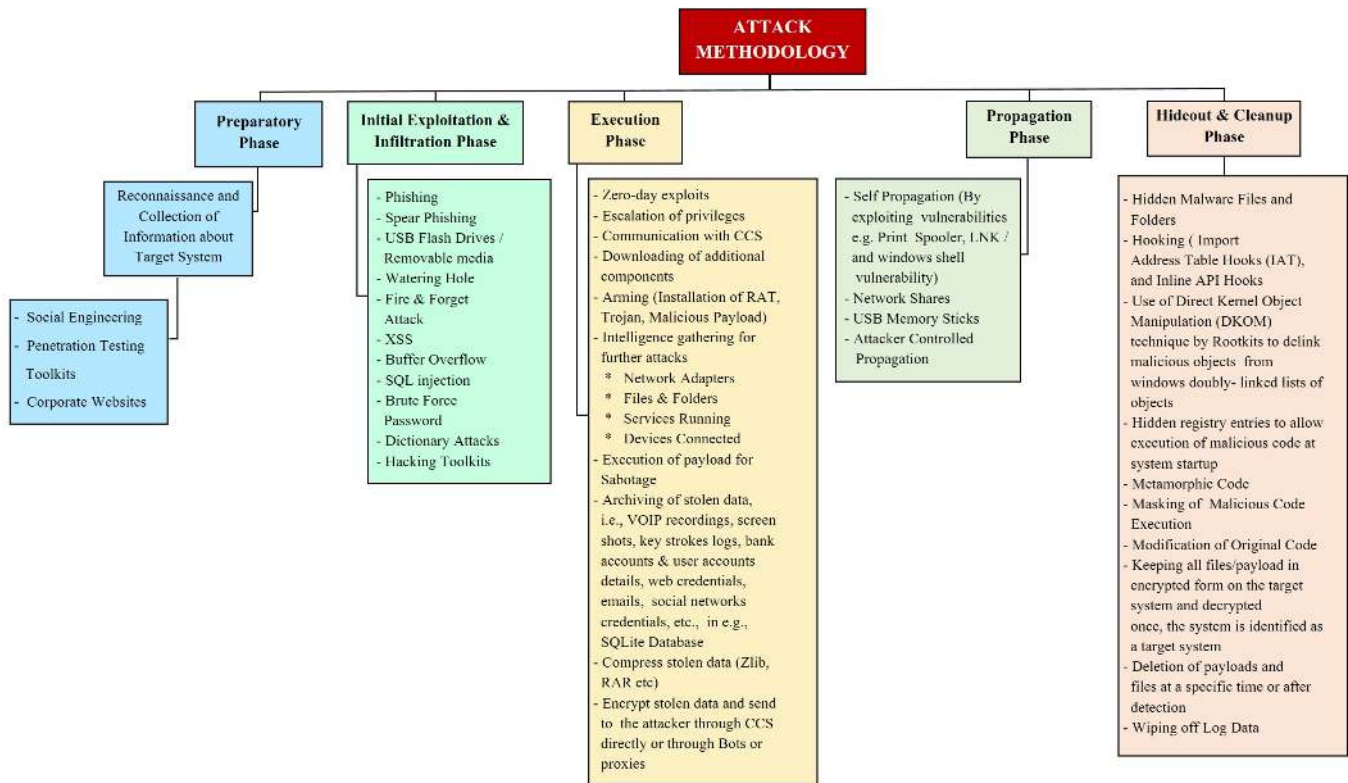 ATTACK
METHODOLOGY
Preparatory
Phase
Reconnaissance and
Collection of
Information about
Target System
- Social Engineering
- Penetration Testing
Toolkits
- Corporate Websites
Initial Exploitation &
Infiltration Phase
- Phishing
- Spear Phishing
- USB Flash Drives /
Removable media
- Watering Hole
- Fire & Forget
Attack
- XSS
- Buffer Overflow
- SQL injection
- Brute Force
Password
- Dictionary Attacks
- Hacking Toolkits
Execution
Phase
- Zero-day exploits
- Escalation of privileges
- Communication with CCS
- Downloading of additional
components
- Arming (Installation of RAT,
Trojan, Malicious Payload)
- Intelligence gathering for
further attacks
* Network Adapters
* Files & Folders
* Services Running
* Devices Connected
- Execution of payload for
Sabotage
- Archiving of stolen data,
i.e., VOIP recordings, screen
shots, key strokes logs, bank
accounts & user accounts
details, web credentials,
emails, social networks
credentials, etc., in e.g.,
SQLite Database
- Compress stolen data (Zlib,
RAR etc)
- Encrypt stolen data and send
to the attacker through CCS
directly or through Bots or
proxies
Propagation
Phase
- Self Propagation (By
exploiting vulnerabilities
e.g. Print Spooler, LNK /
and windows shell
vulnerability)
- Network Shares
- USB Memory Sticks
- Attacker Controlled
Propagation
Hideout & Cleanup
Phase
- Hidden Malware Files and
Folders
- Hooking ( Import
Address Table Hooks (IAT),
and Inline API Hooks
- Use of Direct Kernel Object
Manipulation (DKOM)
technique by Rootkits to delink
malicious objects from
windows doubly- linked lists of
objects
- Hidden registry entries to allow
execution of malicious code at
system startup
- Metamorphic Code
- Masking of Malicious Code
Execution
- Modification of Original Code
- Keeping all files/payload in
encrypted form on the target
system and decrypted
once, the system is identified as
a target system
- Deletion of payloads and
files at a specific time or after
detection
- Wiping off Log Data